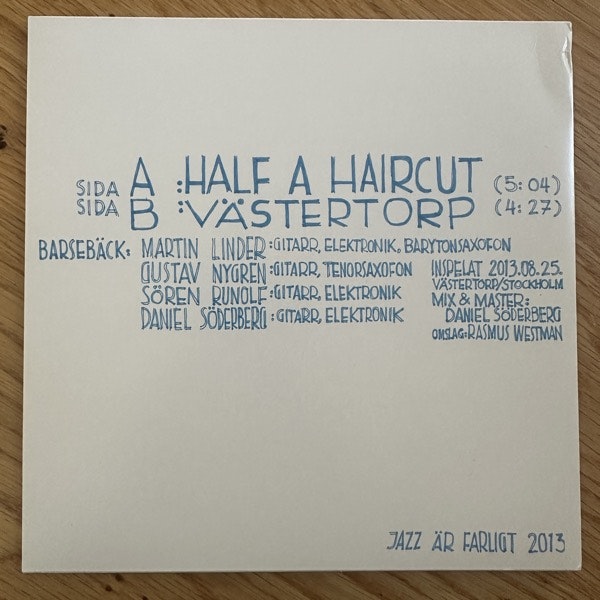 SIDA A :HALF A HAIRCUT (5:04)
SIDA B :VÄSTERTORP (4:27)
BARSEBÄCK: MARTIN LINDER :GITARR, ELEKTRONIK, BARYTONSAXOFON
GUSTAV NYGREN :GITARR, TENORSAXOFON
SÖREN RUNOLF :GITARR, ELEKTRONIK
DANIEL SÖDERBERG :GITARR, ELEKTRONIK
INSPELAT 2013.08.25.
VÄSTERTORP/STOCKHOLM
MIX & MASTER:
DANIEL SÖDERBERG
OMSLAG: RASMUS WESTMAN
JAZZ ÄR FARLIGT 2013